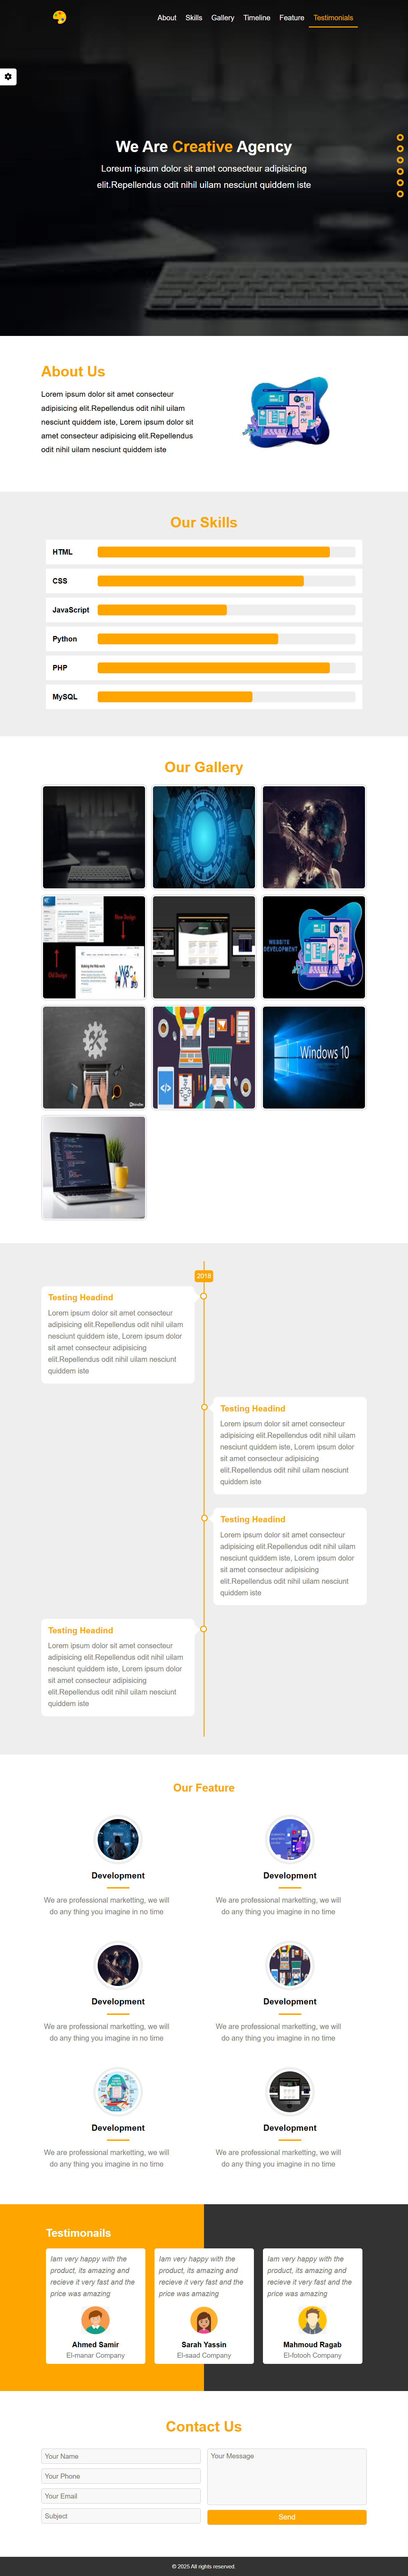 About Skills Gallery Timeline Feature Testimonials
We Are Creative Agency
Loreum ipsum dolor sit amet consecteur adipisicing
elit.Repellendus odit nihil uilam nesciunt quiddem iste
About Us
Lorem ipsum dolor sit amet consecteur
adipisicing elit.Repellendus odit nihil uilam
nesciunt quiddem iste, Lorem ipsum dolor sit
amet consecteur adipisicing elit.Repellendus
odit nihil uilam nesciunt quiddem iste
Our Skills
HTML
CSS
JavaScript
Python
PHP
MySQL
Our Gallery
New Design
Old Design
WEBSITE
DEVELOPMENT
Windows 10
2018
Testing Headind
Lorem ipsum dolor sit amet consecteur
adipisicing elit.Repellendus odit nihil uilam
nesciunt quiddem iste, Lorem ipsum dolor
sit amet consecteur adipisicing
elit.Repellendus odit nihil uilam nesciunt
quiddem iste
Testing Headind
Lorem ipsum dolor sit amet consecteur
adipisicing elit.Repellendus odit nihil uilam
nesciunt quiddem iste, Lorem ipsum dolor
sit amet consecteur adipisicing
elit.Repellendus odit nihil uilam nesciunt
quiddem iste
Testing Headind
Lorem ipsum dolor sit amet consecteur
adipisicing elit.Repellendus odit nihil uilam
nesciunt quiddem iste, Lorem ipsum dolor
sit amet consecteur adipisicing
elit.Repellendus odit nihil uilam nesciunt
quiddem iste
Testing Headind
Lorem ipsum dolor sit amet consecteur
adipisicing elit.Repellendus odit nihil uilam
nesciunt quiddem iste, Lorem ipsum dolor
sit amet consecteur adipisicing
elit.Repellendus odit nihil uilam nesciunt
quiddem iste
Our Feature
Development
We are professional marketting, we will
do any thing you imagine in no time
Development
We are professional marketting, we will
do any thing you imagine in no time
Development
We are professional marketting, we will
do any thing you imagine in no time
Development
We are professional marketting, we will
do any thing you imagine in no time
Development
We are professional marketting, we will
do any thing you imagine in no time
Development
We are professional marketting, we will
do any thing you imagine in no time
Testimonails
Iam very happy with the
product, its amazing and
recieve it very fast and the
price was amazing
Ahmed Samir
El-manar Company
Iam very happy with the
product, its amazing and
recieve it very fast and the
price was amazing
Sarah Yassin
El-saad Company
Iam very happy with the
product, its amazing and
recieve it very fast and the
price was amazing
Mahmoud Ragab
El-fotooh Company
Contact Us
Your Name
Your Phone
Your Email
Subject
Your Message
Send
© 2025 All rights reserved.